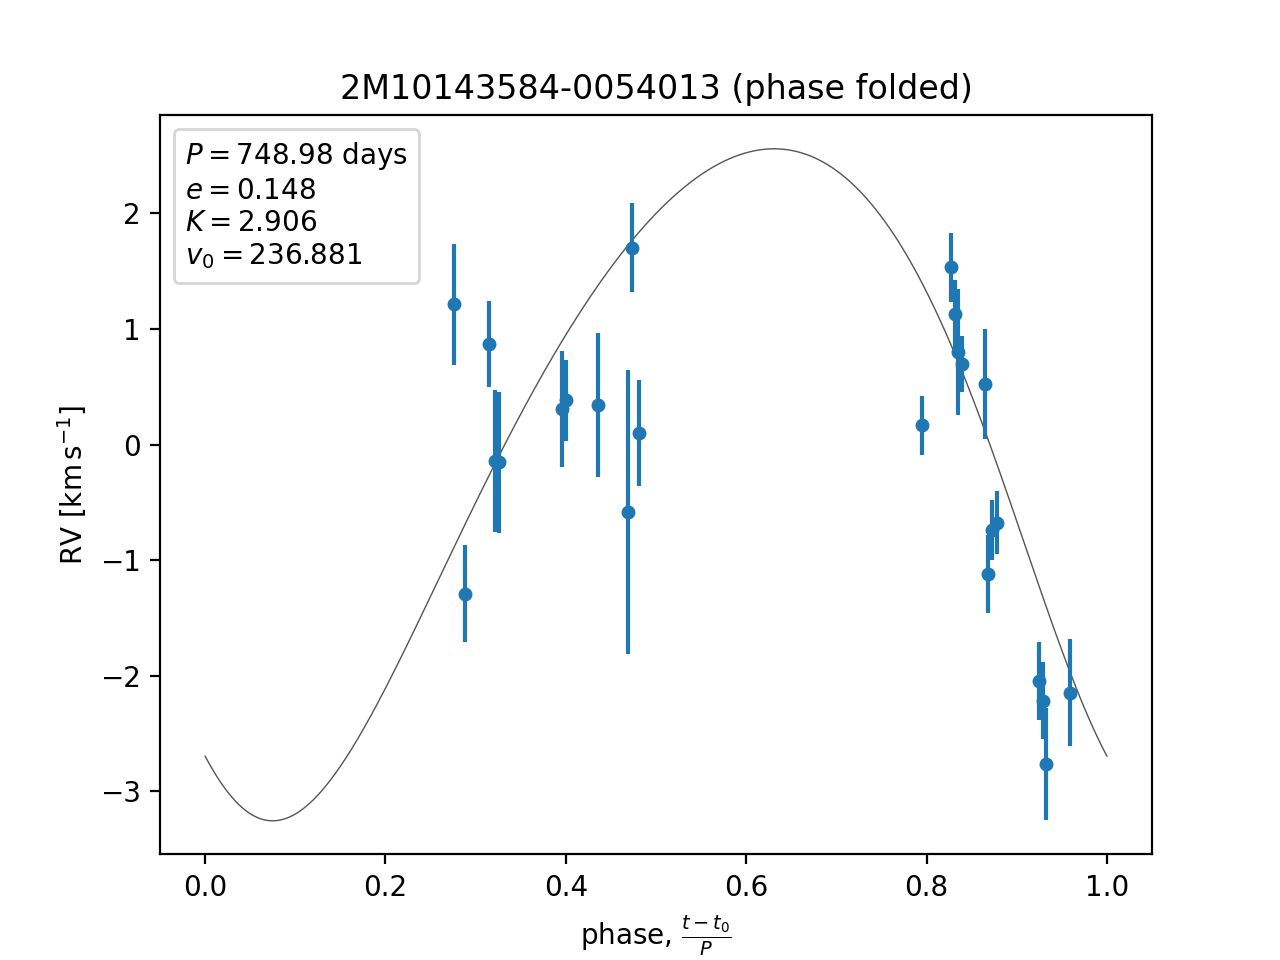 2M10143584-0054013 (phase folded)
P = 748.98 days
e = 0.148
K = 2.906
v₀ = 236.881
RV [km s⁻¹]
2
1
0
−1
−2
−3
0.0 0.2 0.4 0.6 0.8 1.0
phase, (t − t₀)/P